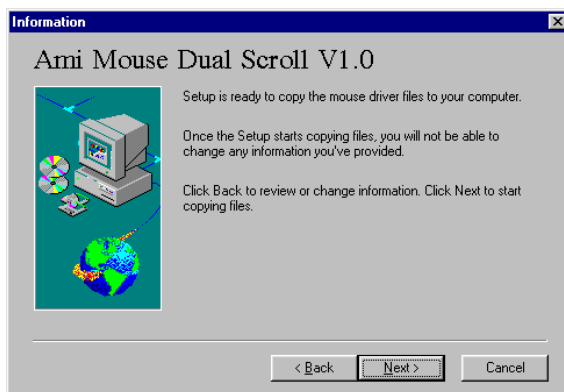 Information
Ami Mouse Dual Scroll V1.0
Setup is ready to copy the mouse driver files to your computer.
Once the Setup starts copying files, you will not be able to
change any information you've provided.
Click Back to review or change information. Click Next to start
copying files.
< Back
Next >
Cancel